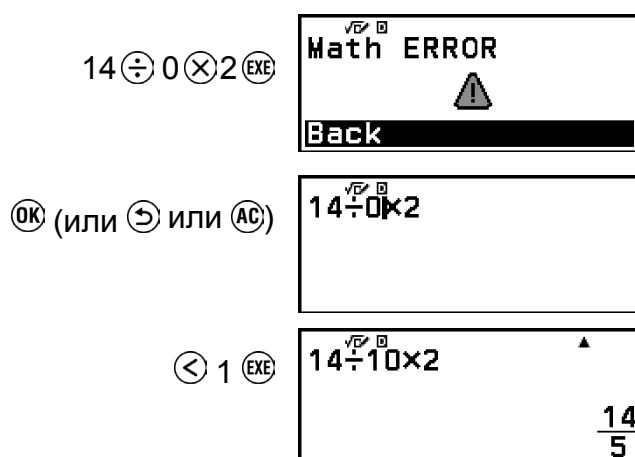 14 ÷ 0 × 2 EXE
√▱ D
Math ERROR
Back
OK (или ↶ или AC)
√▱ D
14÷0×2
< 1 EXE
√▱ D ▲
14÷10×2
14
5